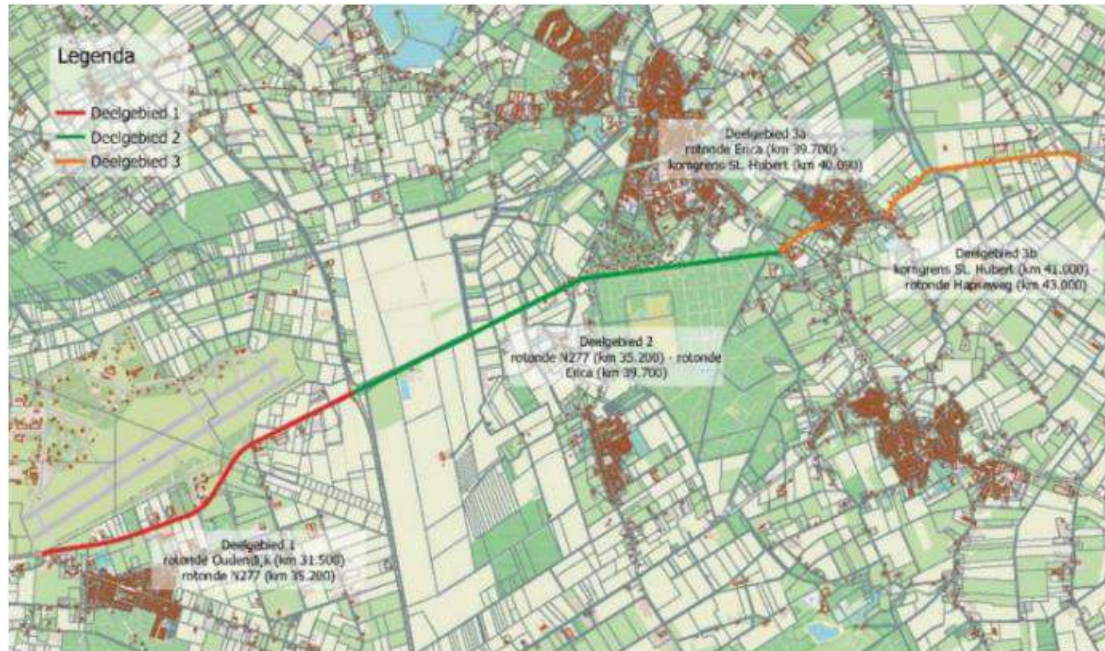 Legenda
Deelgebied 1
Deelgebied 2
Deelgebied 3
Deelgebied 3a
rotonde Erica (km 39.700) -
komgrens St. Hubert (km 40.090)
Deelgebied 3b
komgrens St. Hubert (km 41.000) -
rotonde Hapseweg (km 43.000)
Deelgebied 2
rotonde N277 (km 35.200) - rotonde
Erica (km 39.700)
Deelgebied 1
rotonde Oudendijk (km 31.500)
rotonde N277 (km 35.200)